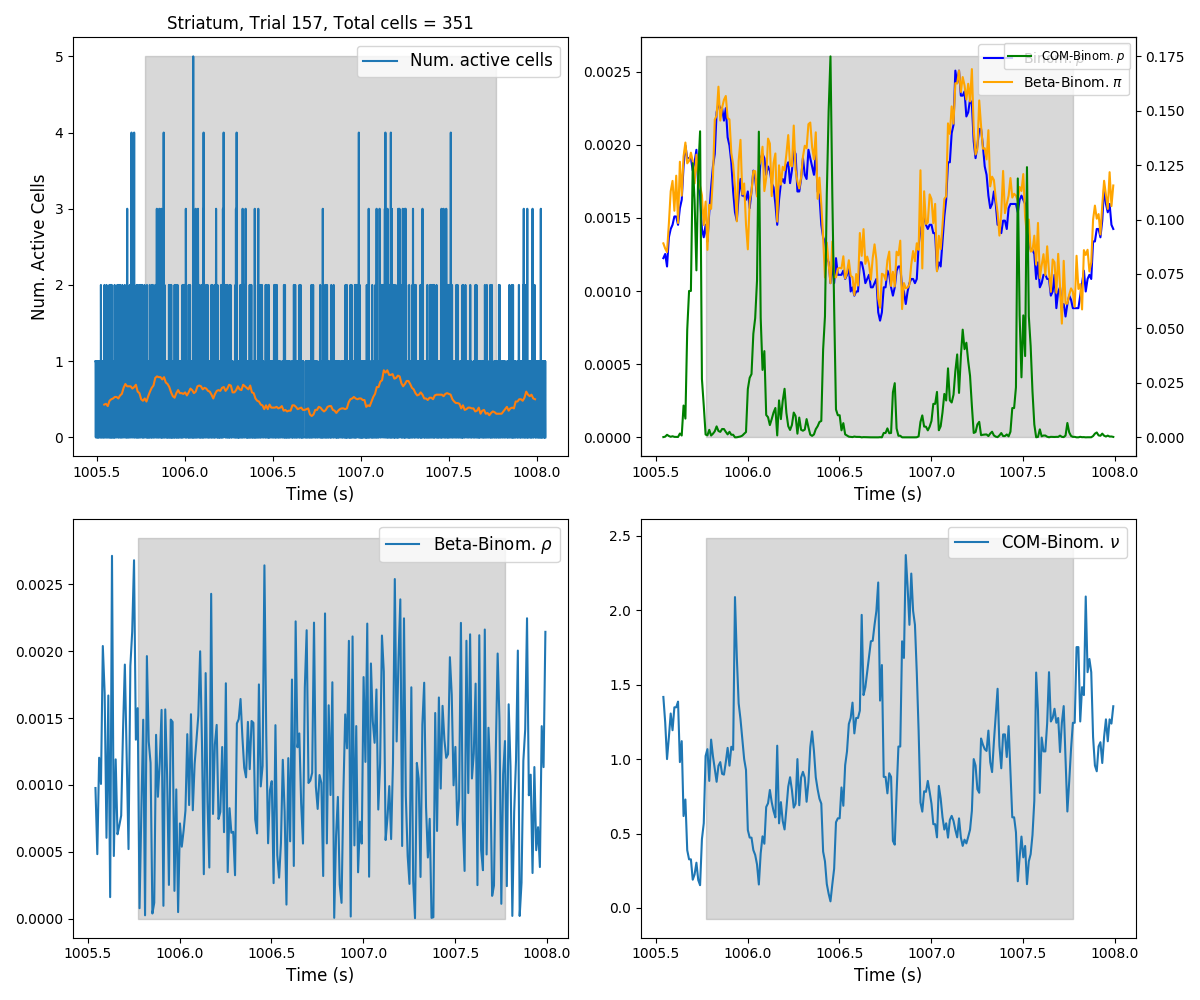 Striatum, Trial 157, Total cells = 351
Num. active cells
Num. Active Cells
5
4
3
2
1
0
1005.5 1006.0 1006.5 1007.0 1007.5 1008.0
Time (s)
COM-Binom. p
Beta-Binom. π
0.0025
0.0020
0.0015
0.0010
0.0005
0.0000
0.175
0.150
0.125
0.100
0.075
0.050
0.025
0.000
1005.5 1006.0 1006.5 1007.0 1007.5 1008.0
Time (s)
Beta-Binom. ρ
0.0025
0.0020
0.0015
0.0010
0.0005
0.0000
1005.5 1006.0 1006.5 1007.0 1007.5 1008.0
Time (s)
COM-Binom. ν
2.5
2.0
1.5
1.0
0.5
0.0
1005.5 1006.0 1006.5 1007.0 1007.5 1008.0
Time (s)